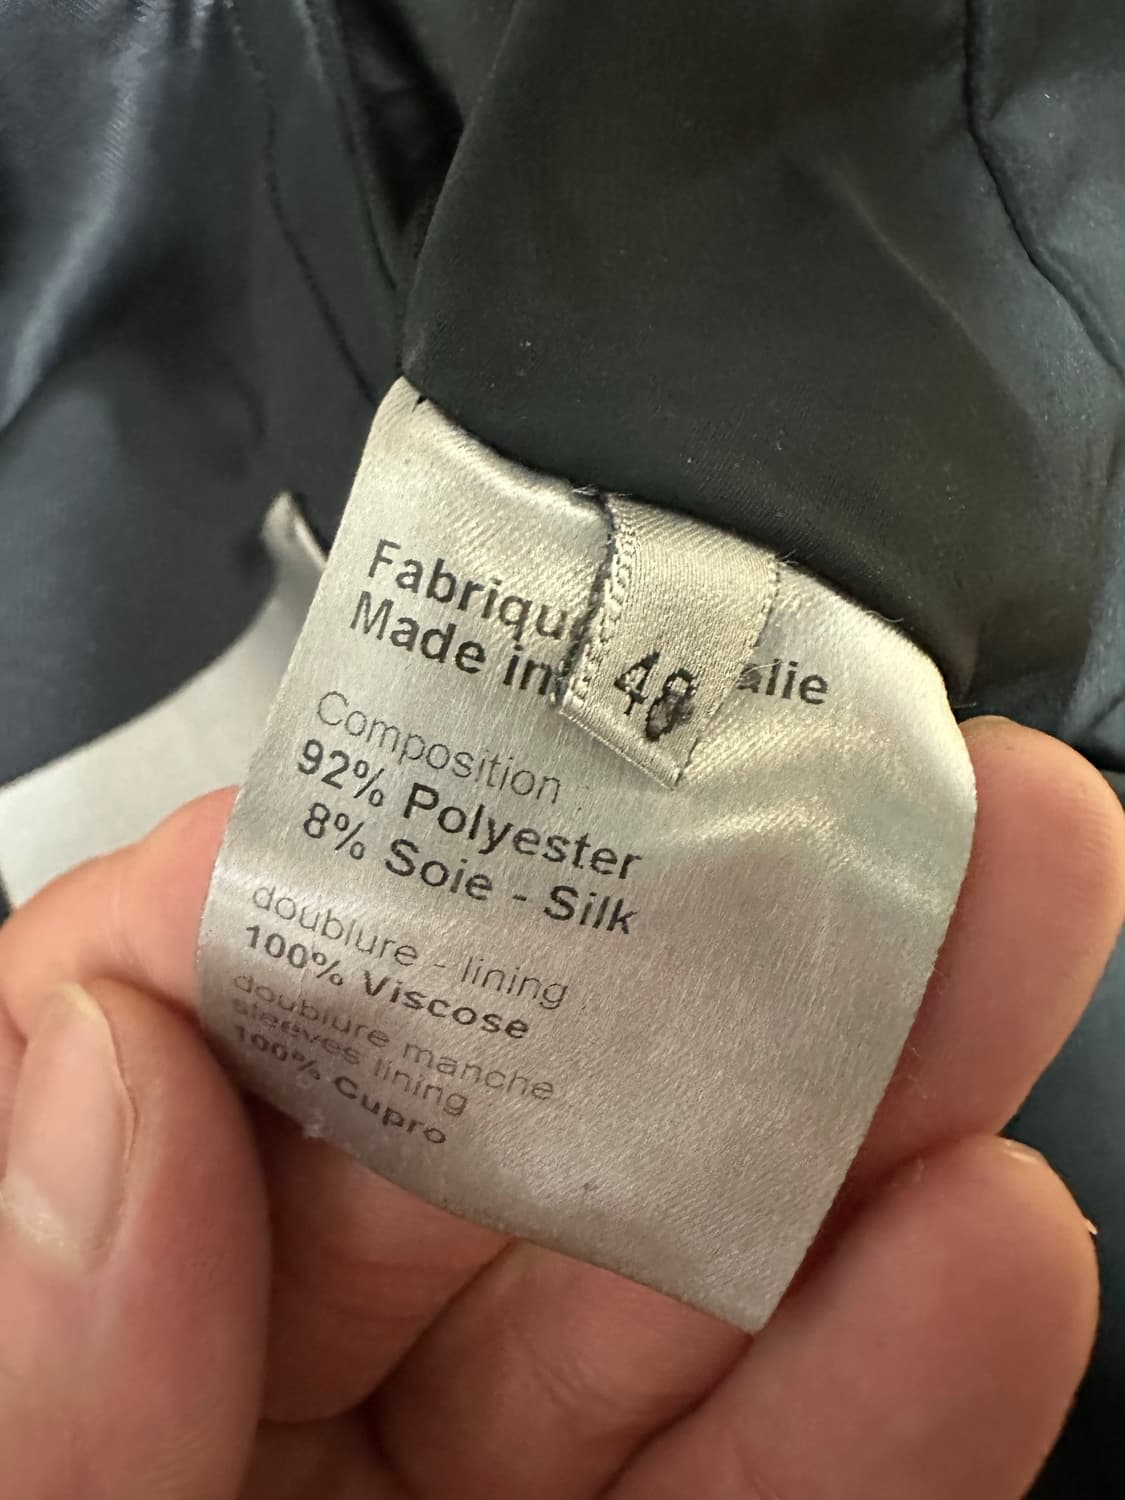 Fabriqu alie
Made in
48
Composition :
92% Polyester
8% Soie - Silk
doublure - lining :
100% Viscose
doublure manche
sleeves lining
100% Cupro